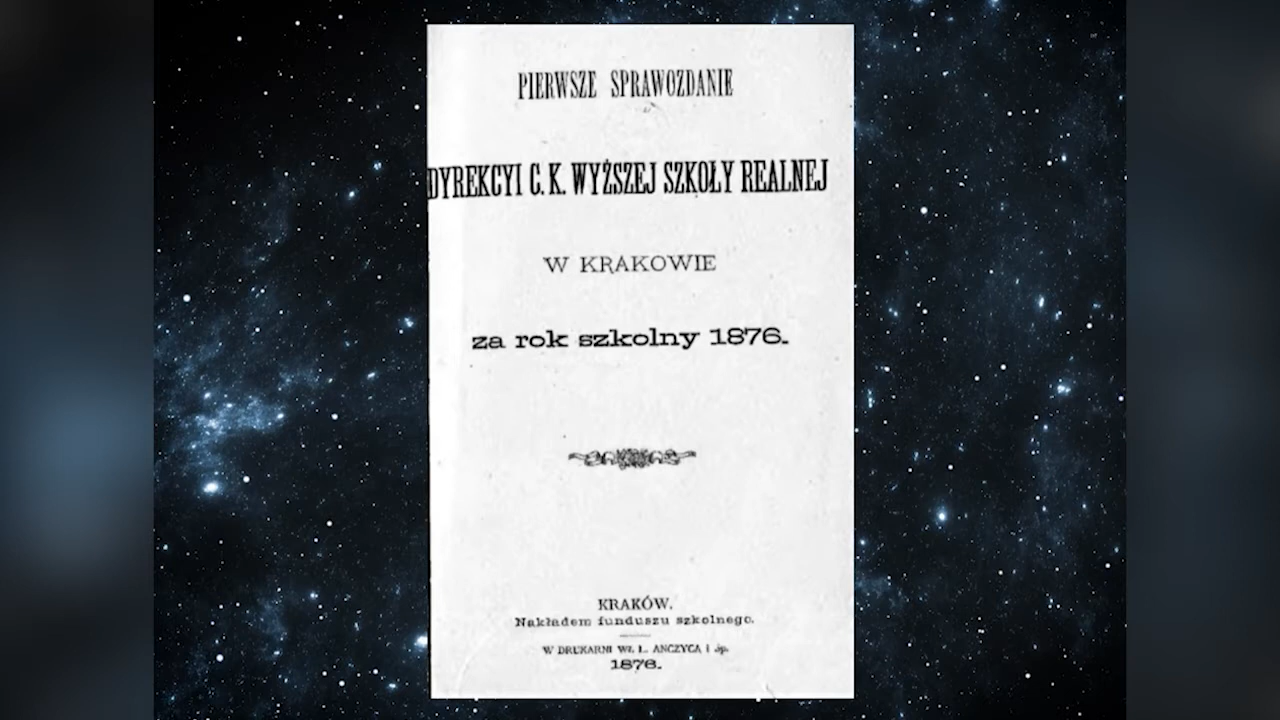 PIERWSZE SPRAWOZDANIE
DYREKCYI C. K. WYŻSZEJ SZKOŁY REALNEJ
W KRAKOWIE
za rok szkolny 1876.
KRAKÓW.
Nakładem funduszu szkolnego.
W DRUKARNI WŁ. L. ANCZYCA i Sp.
1876.